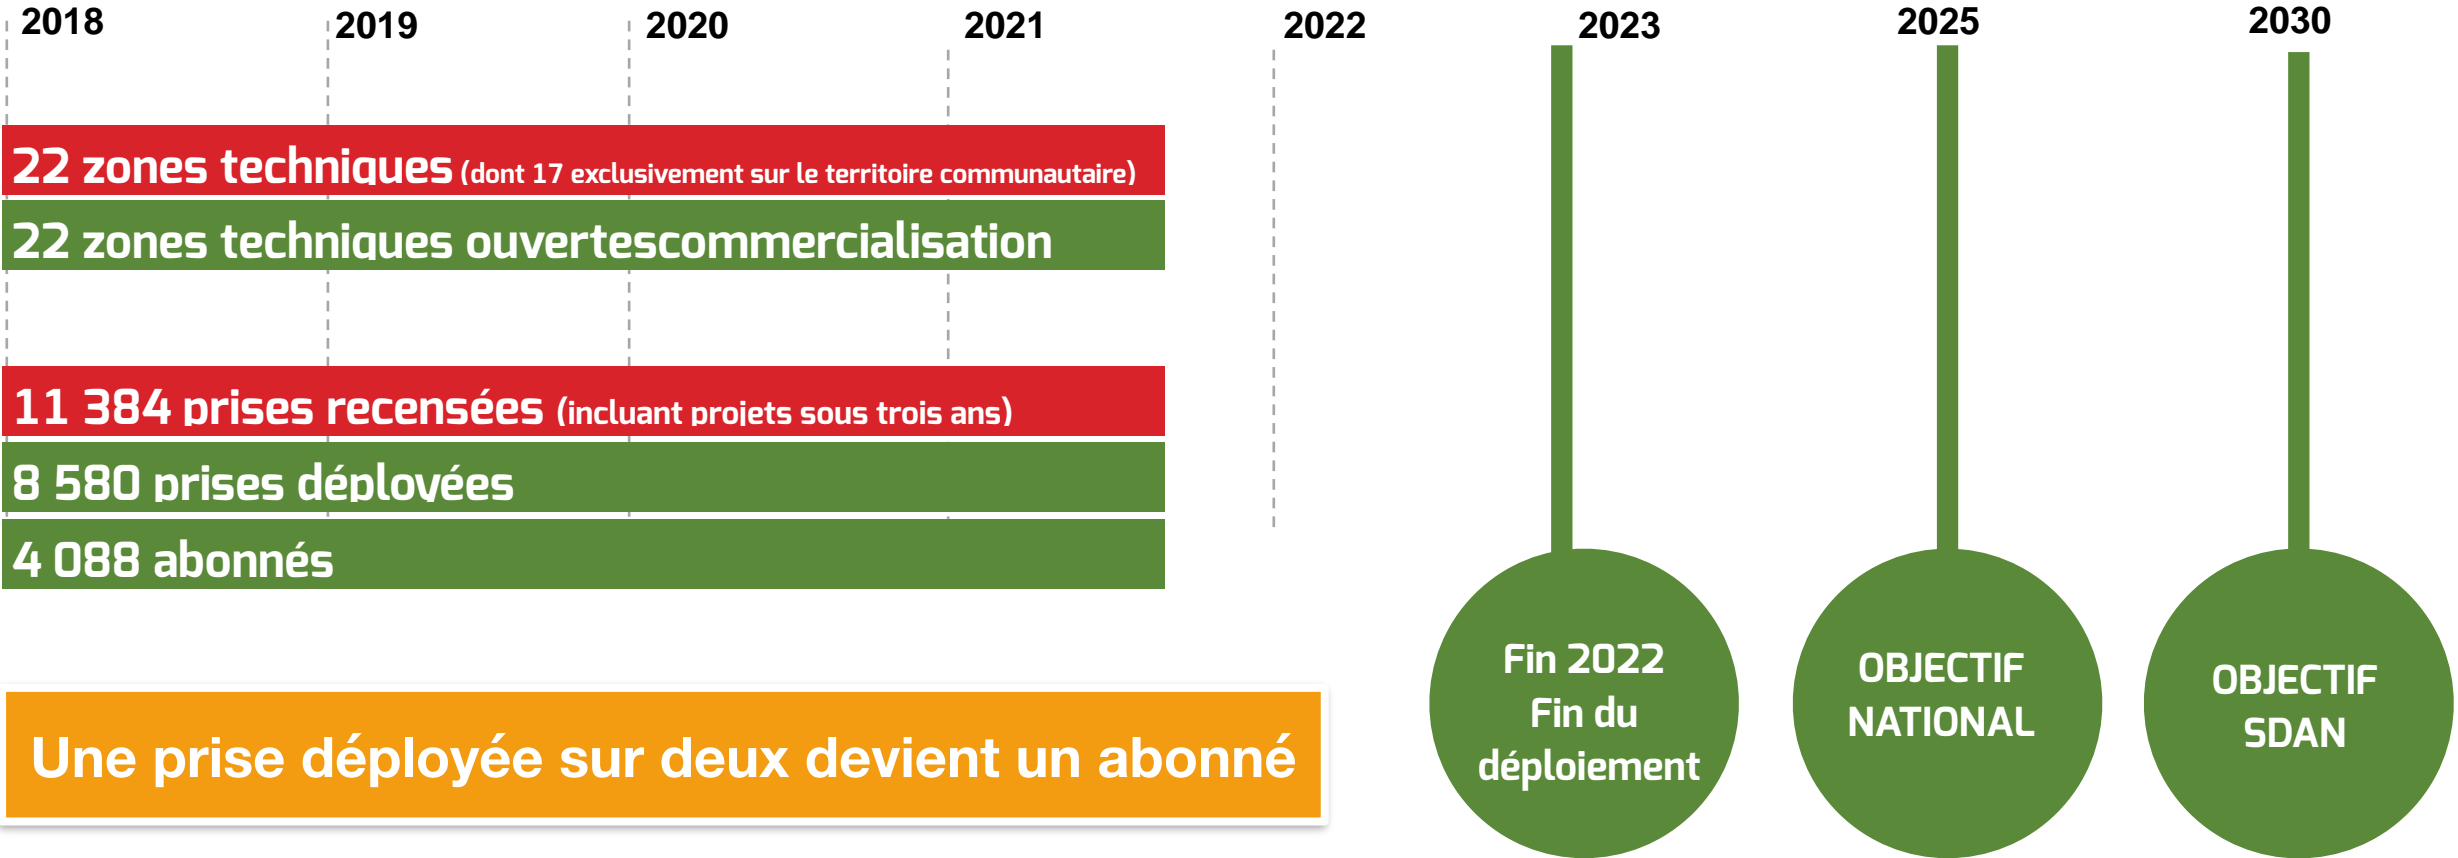 2018 2019 2020 2021 2022 2023 2025 2030
22 zones techniques (dont 17 exclusivement sur le territoire communautaire)
22 zones techniques ouvertescommercialisation
11 384 prises recensées (incluant projets sous trois ans)
8 580 prises déployées
4 088 abonnés
Une prise déployée sur deux devient un abonné
Fin 2022
Fin du
déploiement
OBJECTIF
NATIONAL
OBJECTIF
SDAN